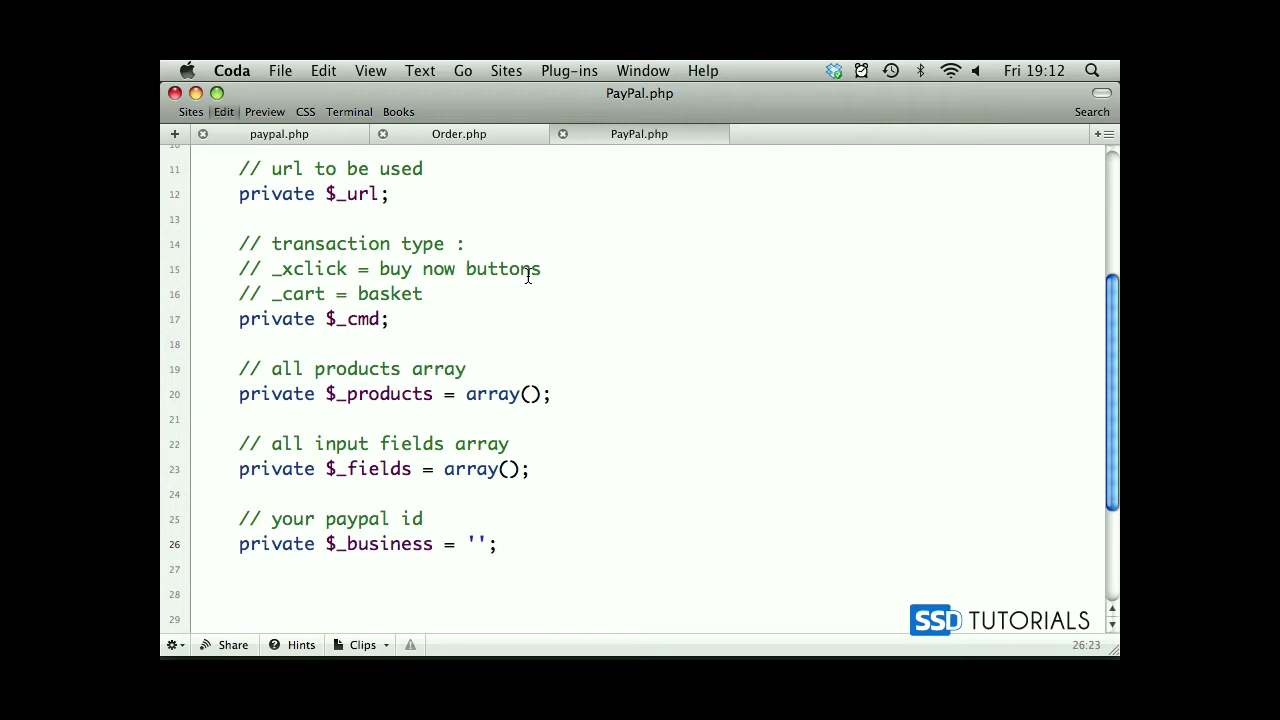 Coda File Edit View Text Go Sites Plug-ins Window Help Fri 19:12
PayPal.php
Sites Edit Preview CSS Terminal Books Search
paypal.php Order.php PayPal.php
11 // url to be used
12 private $_url;
13
14 // transaction type :
15 // _xclick = buy now buttons
16 // _cart = basket
17 private $_cmd;
18
19 // all products array
20 private $_products = array();
21
22 // all input fields array
23 private $_fields = array();
24
25 // your paypal id
26 private $_business = '';
27
28
29
SSD TUTORIALS
Share Hints Clips 26:23